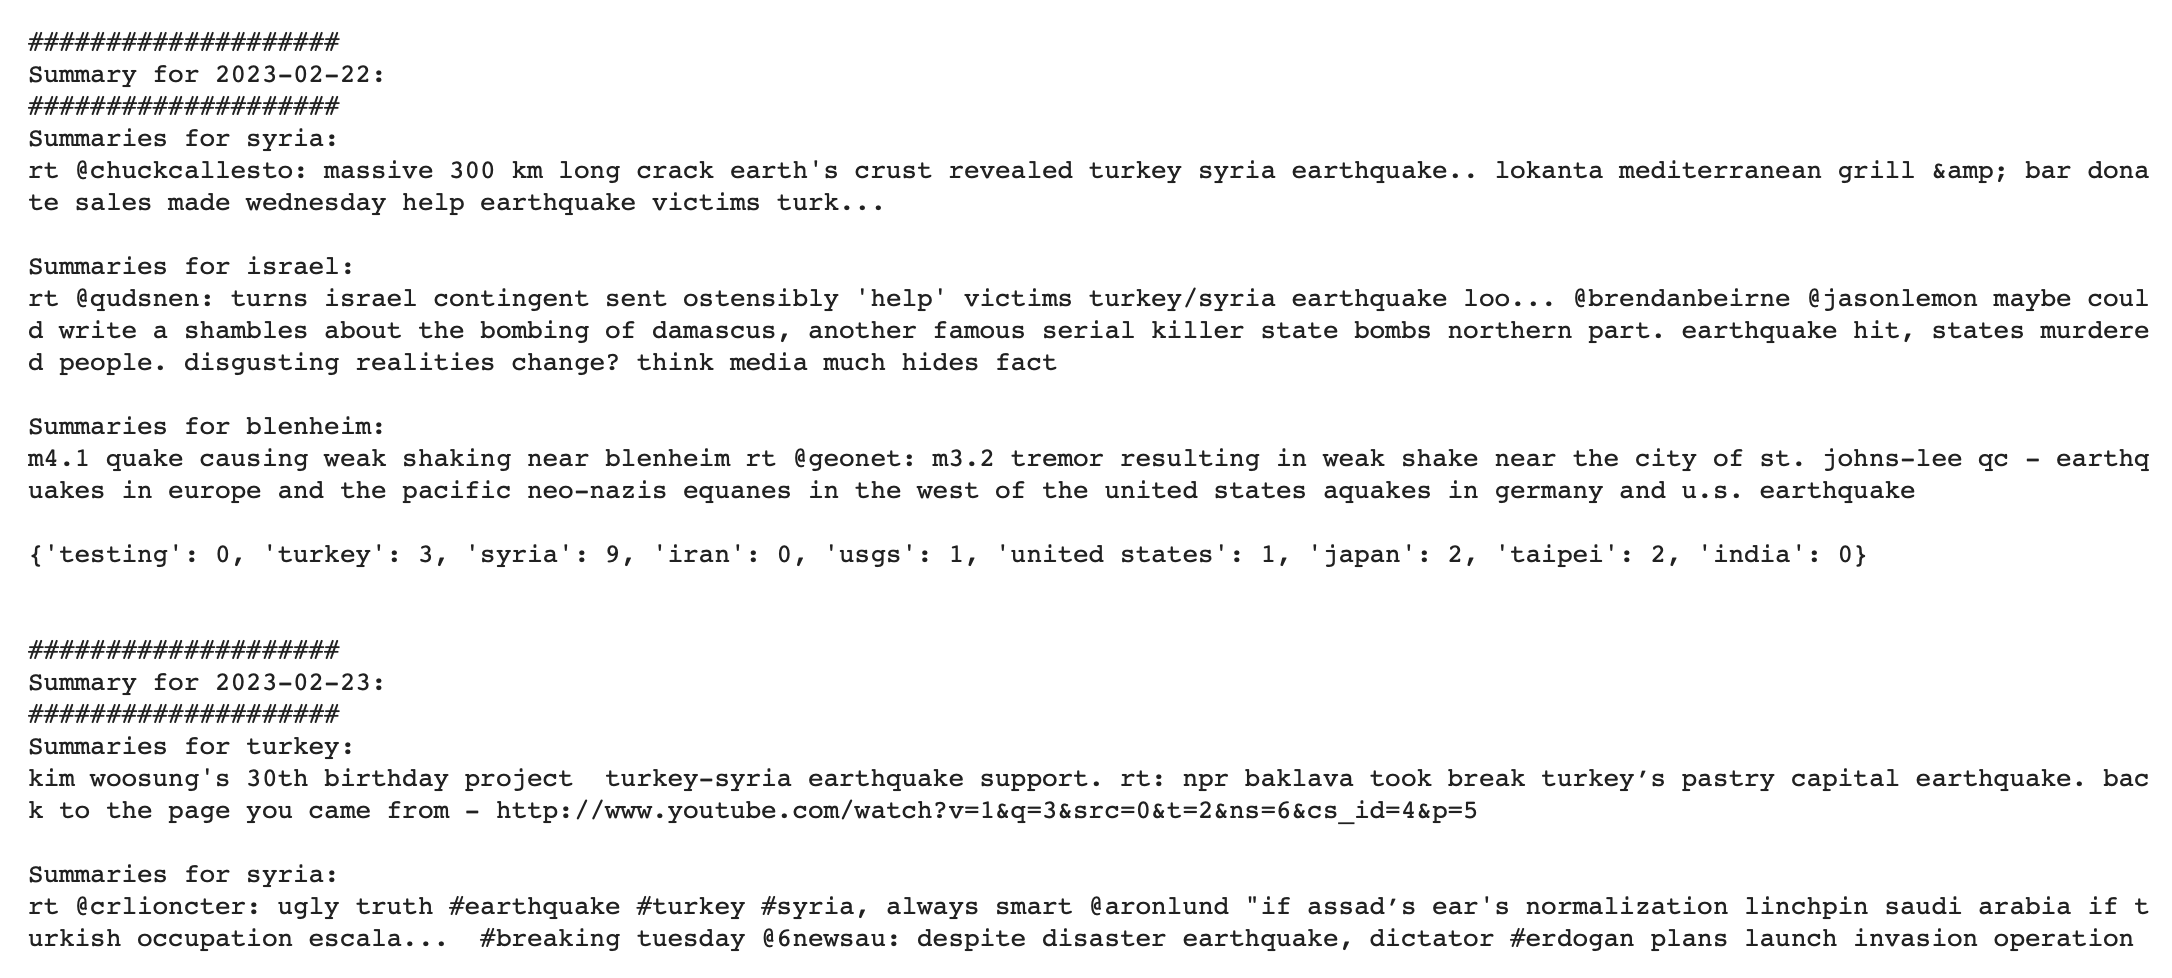 ####################
Summary for 2023-02-22:
####################
Summaries for syria:
rt @chuckcallesto: massive 300 km long crack earth's crust revealed turkey syria earthquake.. lokanta mediterranean grill &amp; bar dona
te sales made wednesday help earthquake victims turk...
Summaries for israel:
rt @qudsnen: turns israel contingent sent ostensibly 'help' victims turkey/syria earthquake loo... @brendanbeirne @jasonlemon maybe coul
d write a shambles about the bombing of damascus, another famous serial killer state bombs northern part. earthquake hit, states murdere
d people. disgusting realities change? think media much hides fact
Summaries for blenheim:
m4.1 quake causing weak shaking near blenheim rt @geonet: m3.2 tremor resulting in weak shake near the city of st. johns-lee qc - earthq
uakes in europe and the pacific neo-nazis equanes in the west of the united states aquakes in germany and u.s. earthquake
{'testing': 0, 'turkey': 3, 'syria': 9, 'iran': 0, 'usgs': 1, 'united states': 1, 'japan': 2, 'taipei': 2, 'india': 0}
####################
Summary for 2023-02-23:
####################
Summaries for turkey:
kim woosung's 30th birthday project  turkey-syria earthquake support. rt: npr baklava took break turkey’s pastry capital earthquake. bac
k to the page you came from - http://www.youtube.com/watch?v=1&q=3&src=0&t=2&ns=6&cs_id=4&p=5
Summaries for syria:
rt @crlioncter: ugly truth #earthquake #turkey #syria, always smart @aronlund "if assad’s ear's normalization linchpin saudi arabia if t
urkish occupation escala...  #breaking tuesday @6newsau: despite disaster earthquake, dictator #erdogan plans launch invasion operation